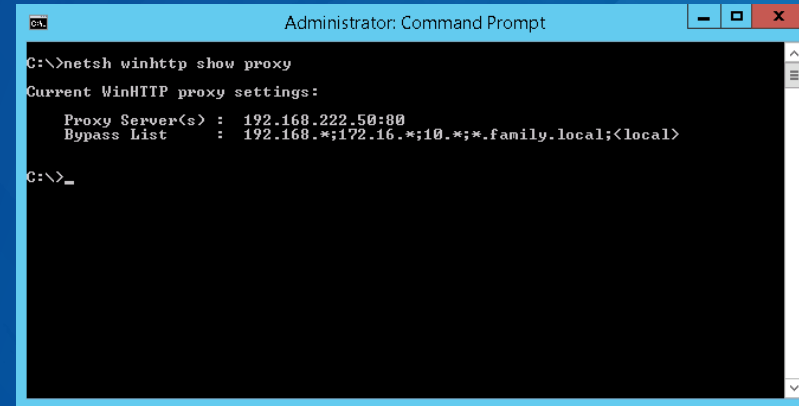 Administrator: Command Prompt
C:\>netsh winhttp show proxy
Current WinHTTP proxy settings:
    Proxy Server(s) :  192.168.222.50:80
    Bypass List     :  192.168.*;172.16.*;10.*;*.family.local;<local>
C:\>_